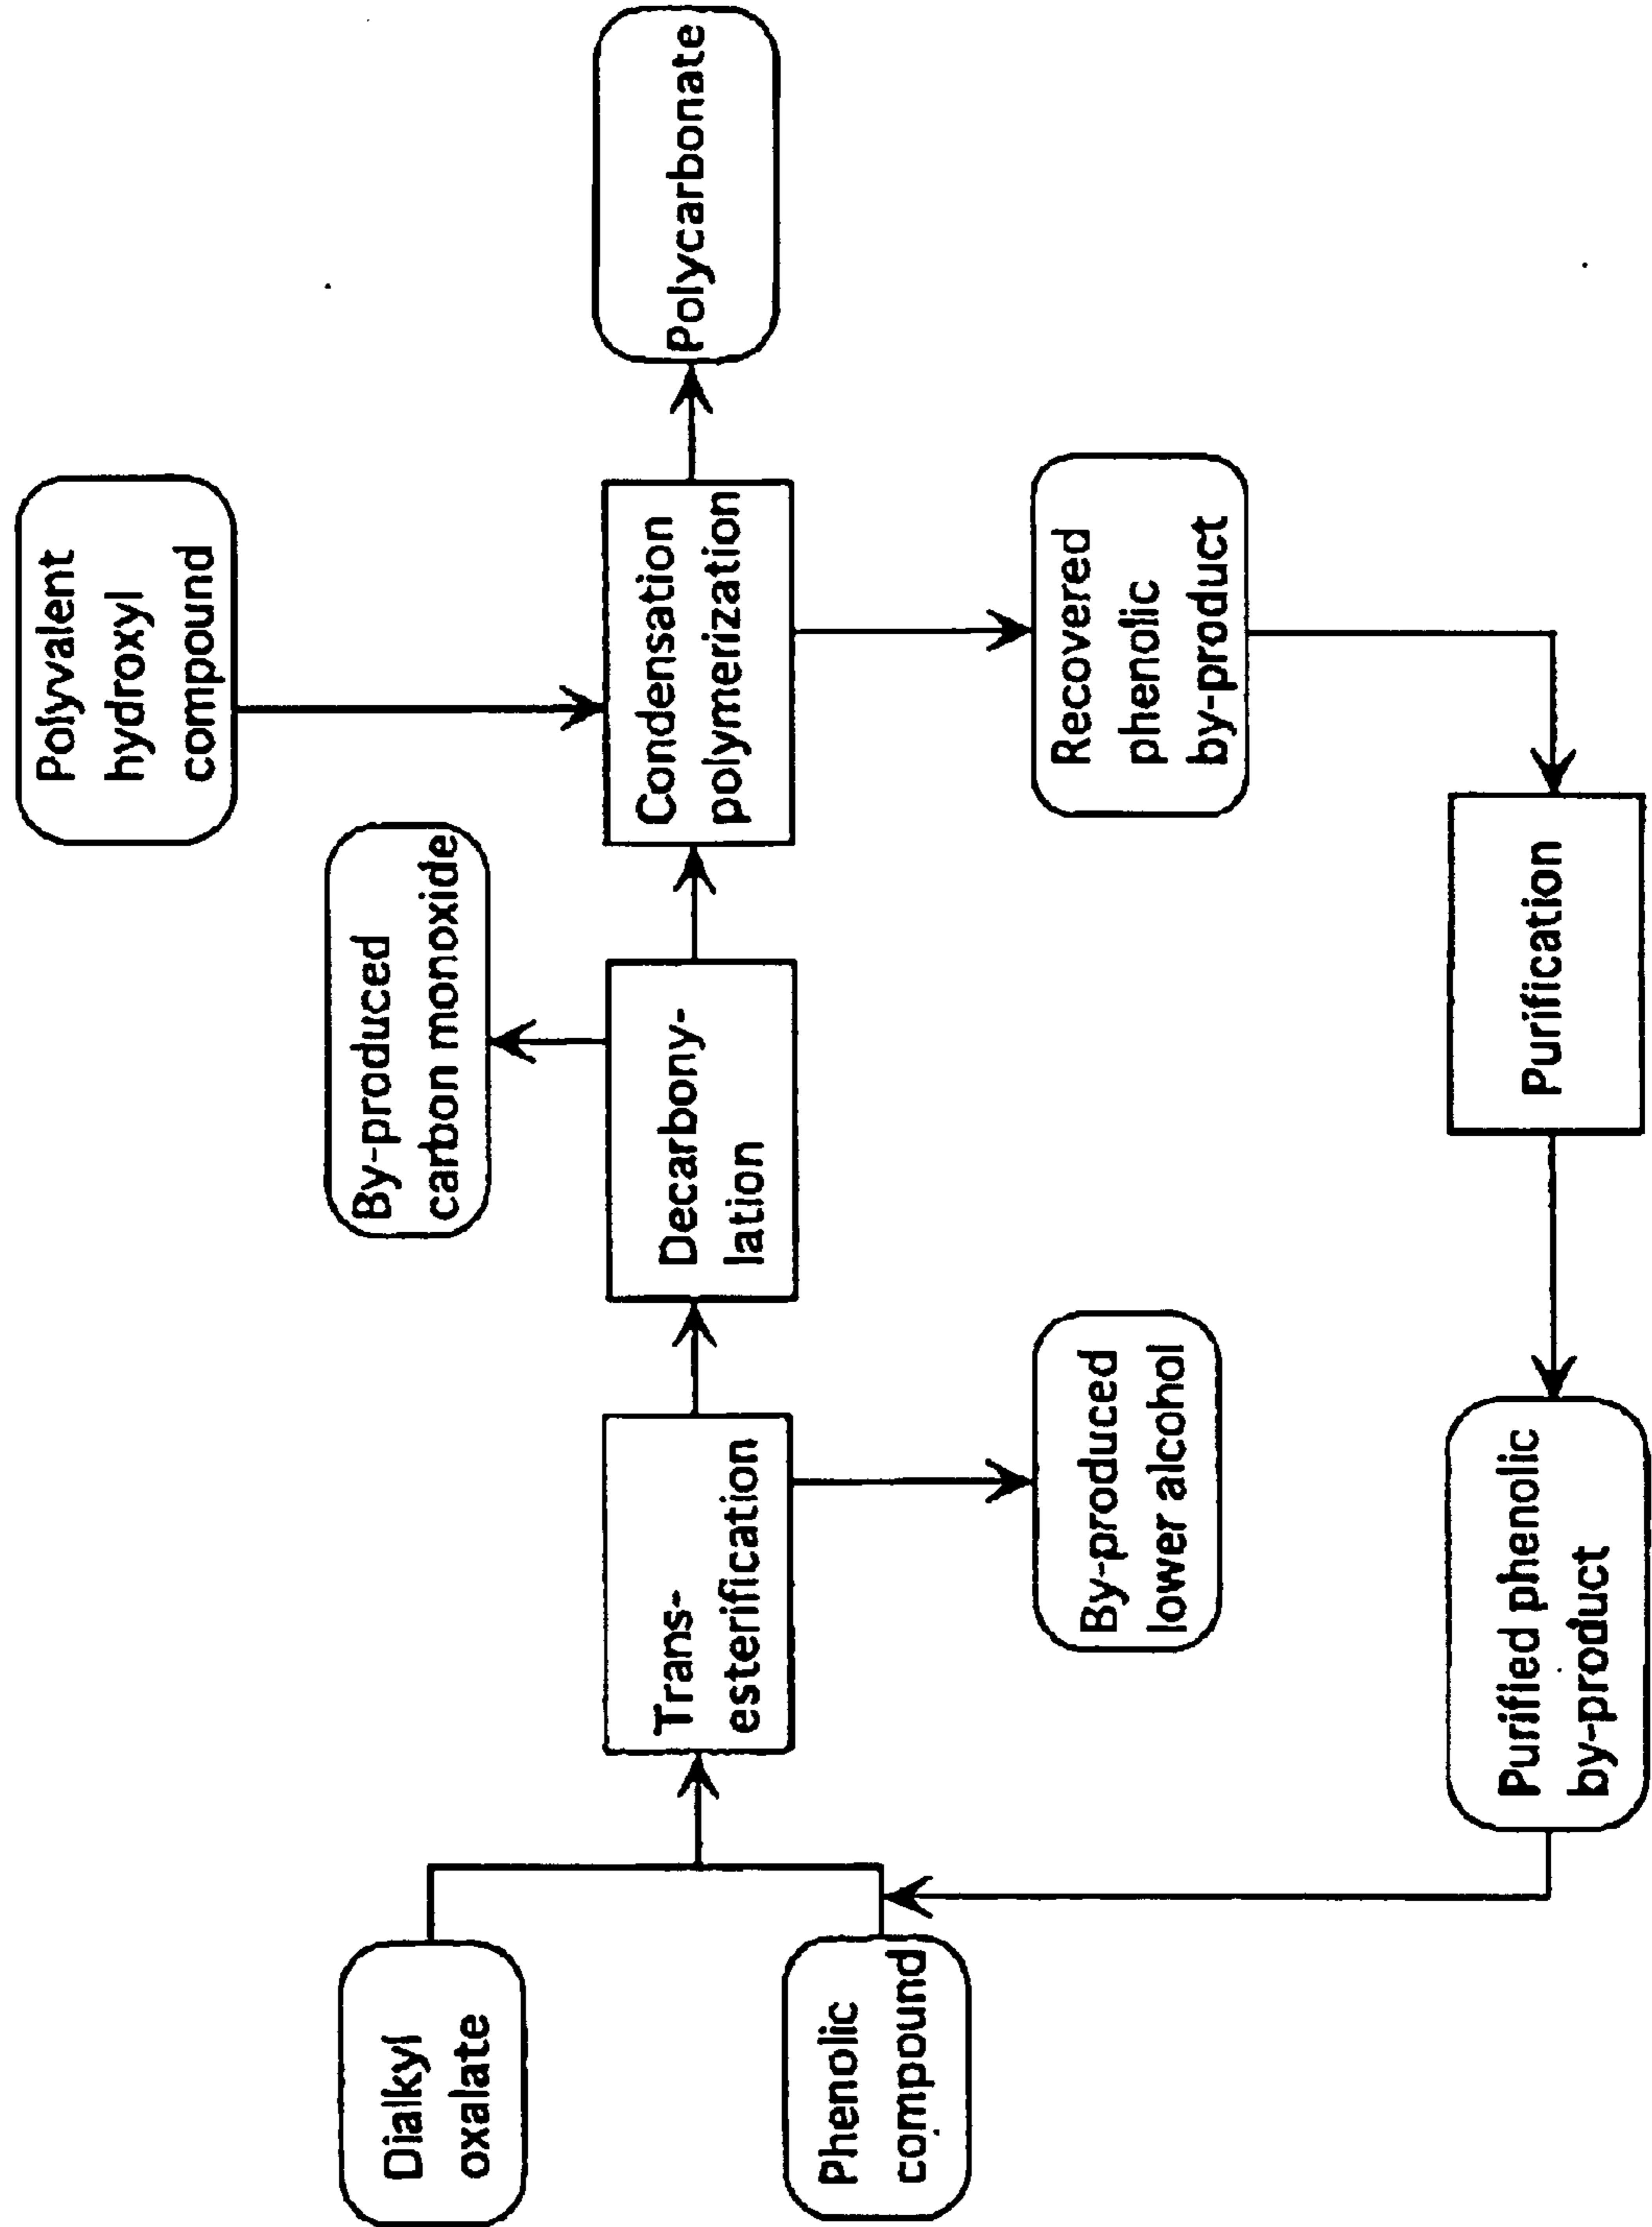 Dialkyl
oxalate
Phenolic
compound
Trans-
esterification
By-produced
lower alcohol
Decarbony-
lation
By-produced
carbon monoxide
Polyvalent
hydroxyl
compound
Condensation
polymerization
Polycarbonate
Recovered
phenolic
by-product
Purification
Purified phenolic
by-product